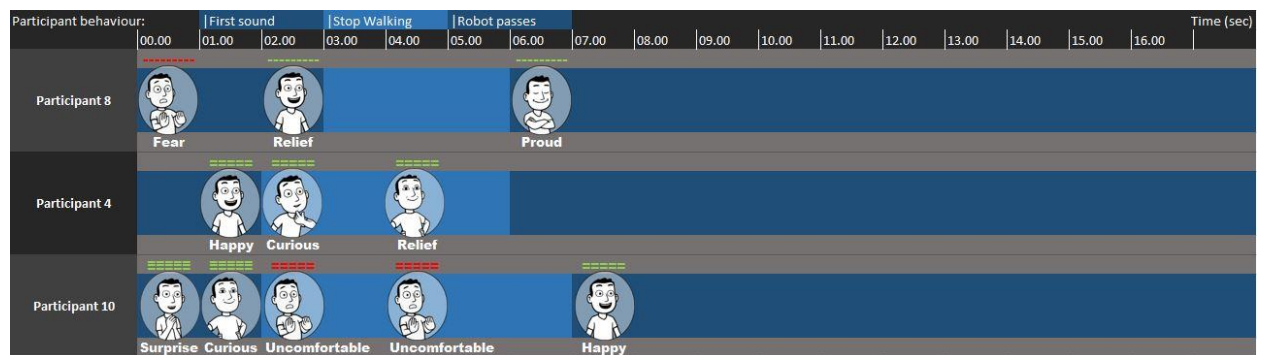 Participant behaviour: |First sound |Stop Walking |Robot passes Time (sec)
|00.00 |01.00 |02.00 |03.00 |04.00 |05.00 |06.00 |07.00 |08.00 |09.00 |10.00 |11.00 |12.00 |13.00 |14.00 |15.00 |16.00 |
---------- ---------- ----------
Participant 8
Fear Relief Proud
===== ===== =====
Participant 4
Happy Curious Relief
≡≡≡≡≡ ≡≡≡≡≡ ===== ===== =====
Participant 10
Surprise Curious Uncomfortable Uncomfortable Happy